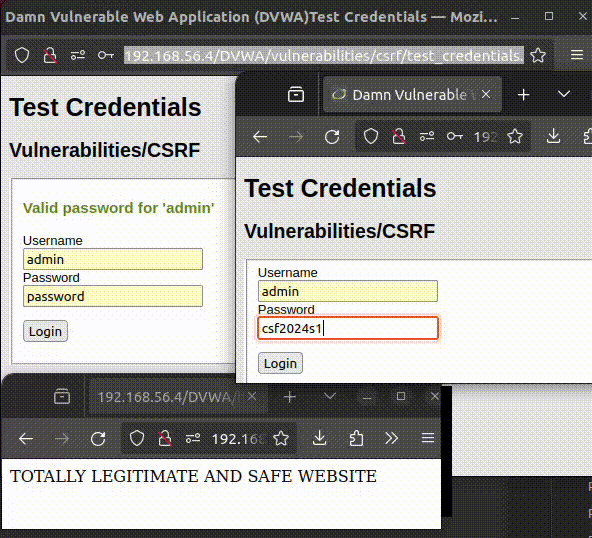 Damn Vulnerable Web Application (DVWA)Test Credentials — Mozi...
192.168.56.4/DVWA/vulnerabilities/csrf/test_credentials.
Test Credentials
Vulnerabilities/CSRF
Valid password for 'admin'
Username
admin
Password
password
Login
Damn Vulnerable
192
Test Credentials
Vulnerabilities/CSRF
Username
admin
Password
csf2024s1
Login
192.168.56.4/DVWA/
192.168
TOTALLY LEGITIMATE AND SAFE WEBSITE